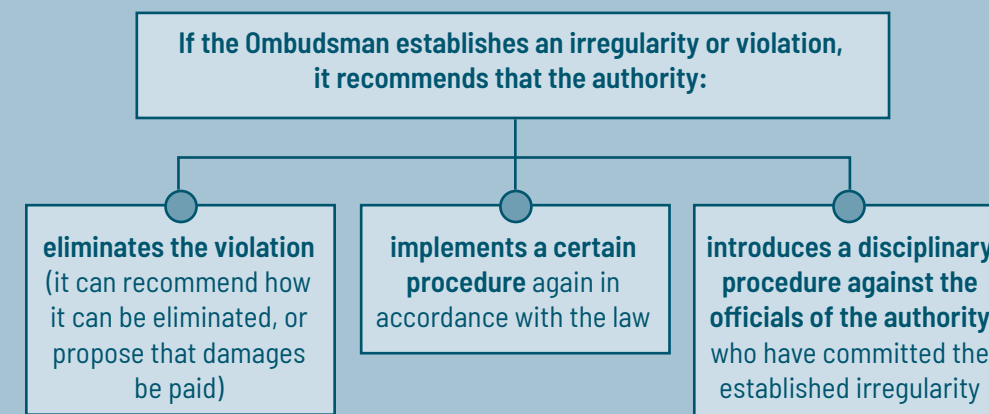 If the Ombudsman establishes an irregularity or violation,
it recommends that the authority:
eliminates the violation
(it can recommend how
it can be eliminated, or
propose that damages
be paid)
implements a certain
procedure again in
accordance with the law
introduces a disciplinary
procedure against the
officials of the authority
who have committed the
established irregularity